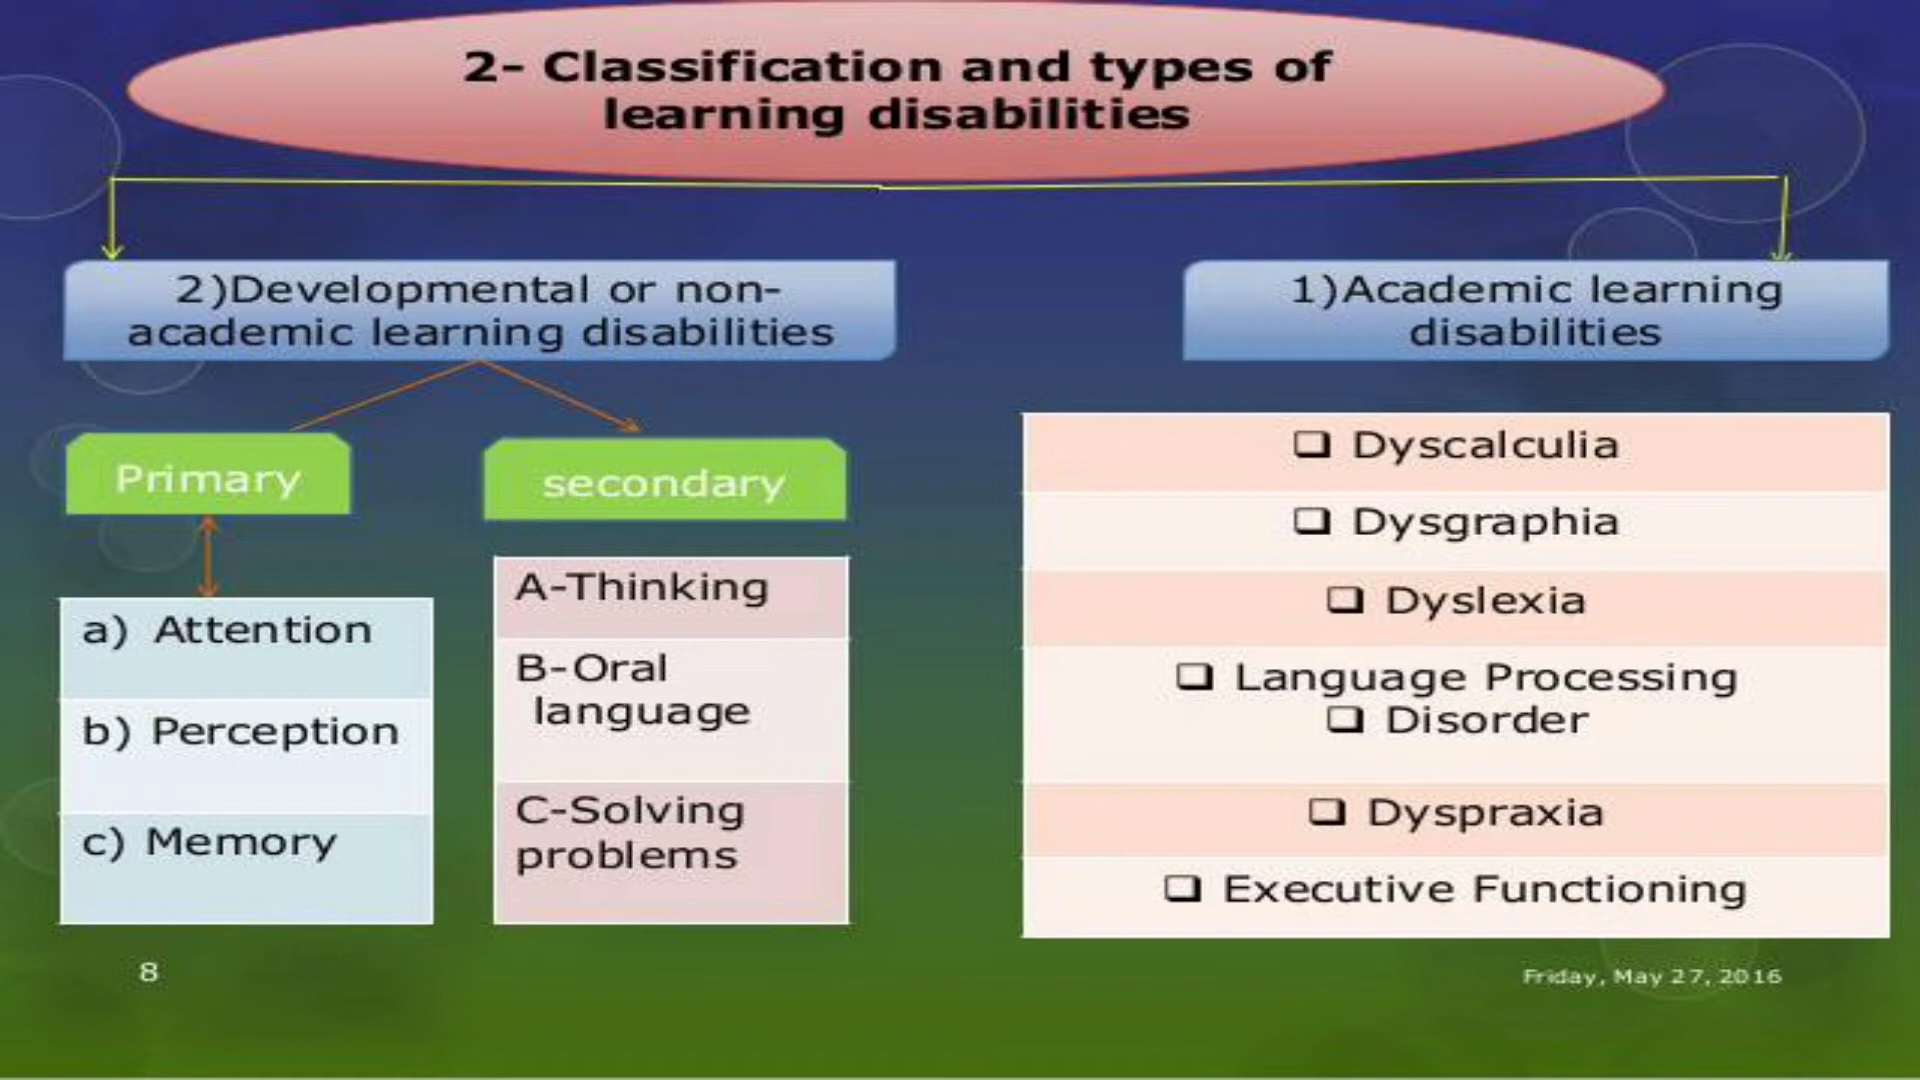 2- Classification and types of
learning disabilities
2)Developmental or non-
academic learning disabilities
1)Academic learning
disabilities
Primary
secondary
a) Attention
b) Perception
c) Memory
A-Thinking
B-Oral
language
C-Solving
problems
❑ Dyscalculia
❑ Dysgraphia
❑ Dyslexia
❑ Language Processing
❑ Disorder
❑ Dyspraxia
❑ Executive Functioning
8
Friday, May 27, 2016